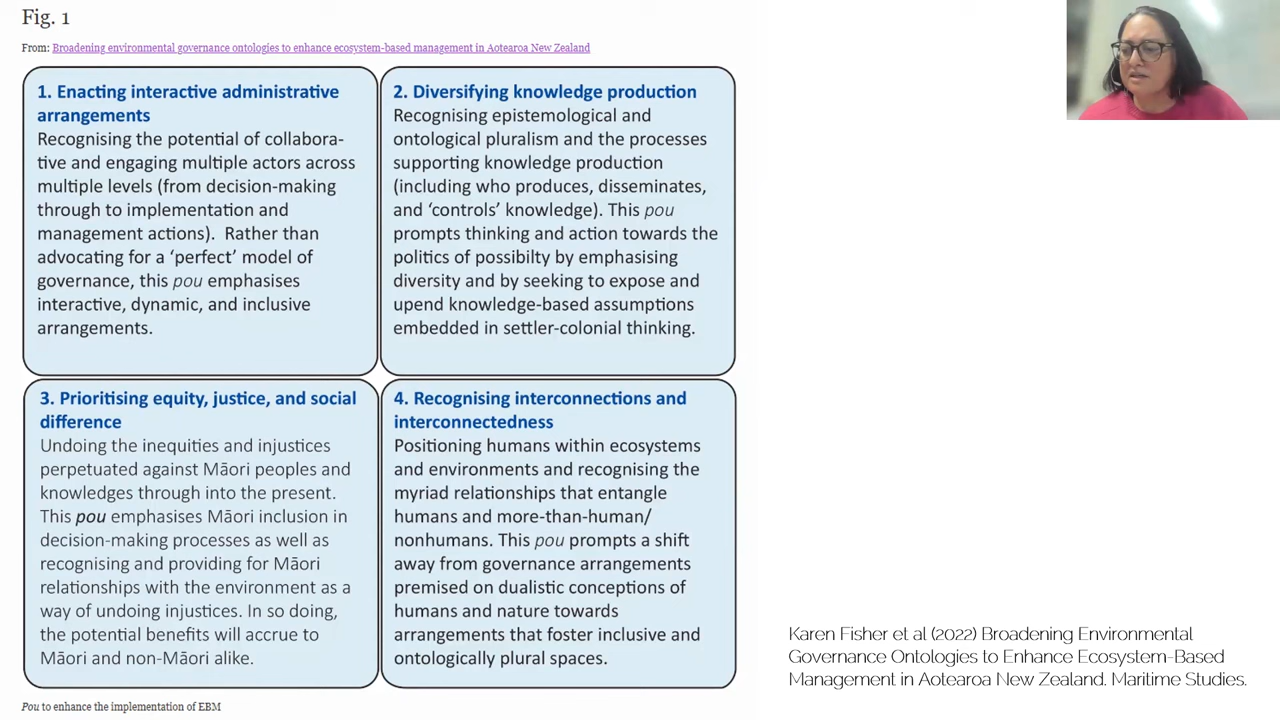 Fig. 1
From: Broadening environmental governance ontologies to enhance ecosystem-based management in Aotearoa New Zealand
1. Enacting interactive administrative
arrangements
Recognising the potential of collabora-
tive and engaging multiple actors across
multiple levels (from decision-making
through to implementation and
management actions). Rather than
advocating for a ‘perfect’ model of
governance, this pou emphasises
interactive, dynamic, and inclusive
arrangements.
2. Diversifying knowledge production
Recognising epistemological and
ontological pluralism and the processes
supporting knowledge production
(including who produces, disseminates,
and ‘controls’ knowledge). This pou
prompts thinking and action towards the
politics of possibilty by emphasising
diversity and by seeking to expose and
upend knowledge-based assumptions
embedded in settler-colonial thinking.
3. Prioritising equity, justice, and social
difference
Undoing the inequities and injustices
perpetuated against Māori peoples and
knowledges through into the present.
This pou emphasises Māori inclusion in
decision-making processes as well as
recognising and providing for Māori
relationships with the environment as a
way of undoing injustices. In so doing,
the potential benefits will accrue to
Māori and non-Māori alike.
4. Recognising interconnections and
interconnectedness
Positioning humans within ecosystems
and environments and recognising the
myriad relationships that entangle
humans and more-than-human/
nonhumans. This pou prompts a shift
away from governance arrangements
premised on dualistic conceptions of
humans and nature towards
arrangements that foster inclusive and
ontologically plural spaces.
Pou to enhance the implementation of EBM
Karen Fisher et al (2022) Broadening Environmental
Governance Ontologies to Enhance Ecosystem-Based
Management in Aotearoa New Zealand. Maritime Studies.